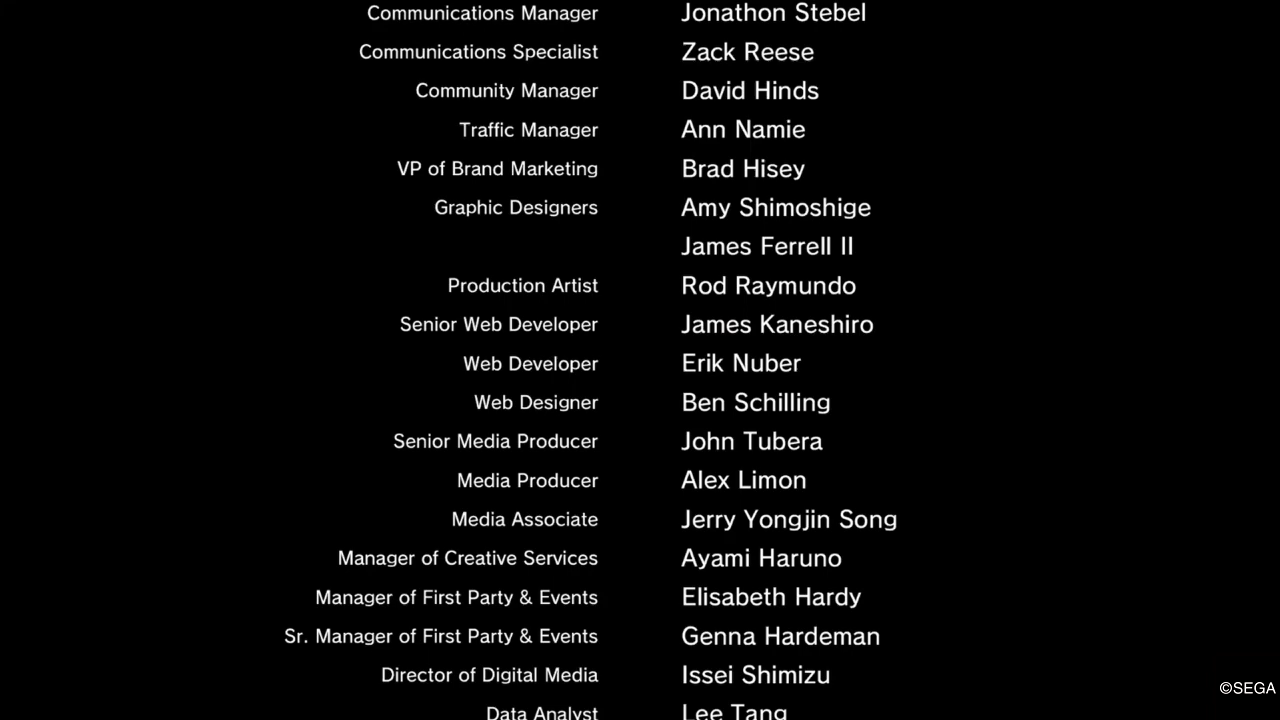 Communications Manager Jonathon Stebel
Communications Specialist Zack Reese
Community Manager David Hinds
Traffic Manager Ann Namie
VP of Brand Marketing Brad Hisey
Graphic Designers Amy Shimoshige
James Ferrell II
Production Artist Rod Raymundo
Senior Web Developer James Kaneshiro
Web Developer Erik Nuber
Web Designer Ben Schilling
Senior Media Producer John Tubera
Media Producer Alex Limon
Media Associate Jerry Yongjin Song
Manager of Creative Services Ayami Haruno
Manager of First Party & Events Elisabeth Hardy
Sr. Manager of First Party & Events Genna Hardeman
Director of Digital Media Issei Shimizu
Data Analyst Lee Tang
©SEGA